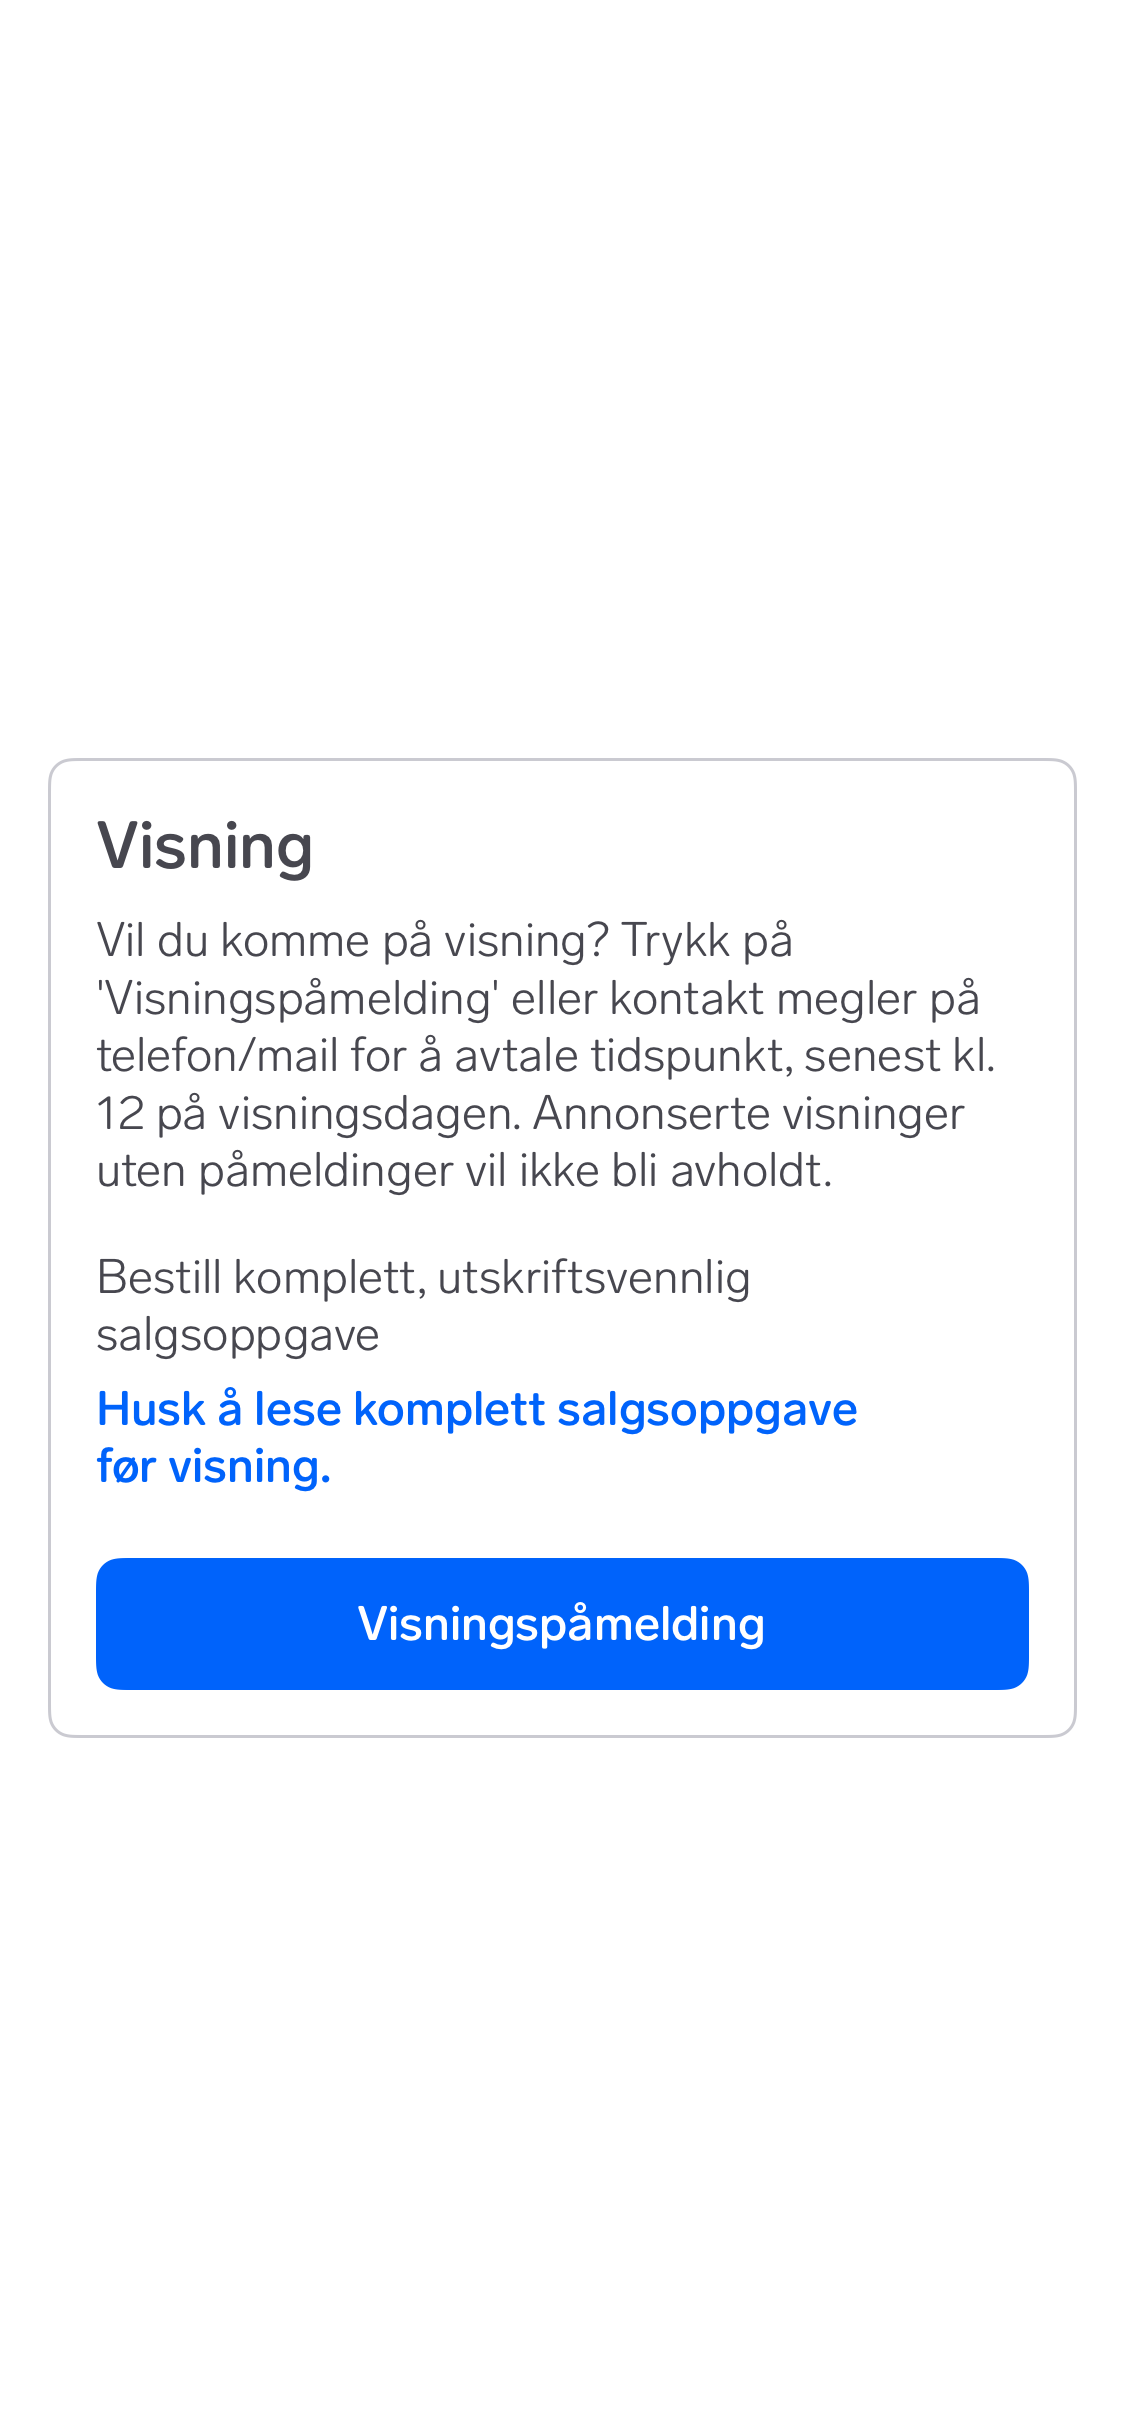 Visning
Vil du komme på visning? Trykk på
'Visningspåmelding' eller kontakt megler på
telefon/mail for å avtale tidspunkt, senest kl.
12 på visningsdagen. Annonserte visninger
uten påmeldinger vil ikke bli avholdt.
Bestill komplett, utskriftsvennlig
salgsoppgave
Husk å lese komplett salgsoppgave
før visning.
Visningspåmelding